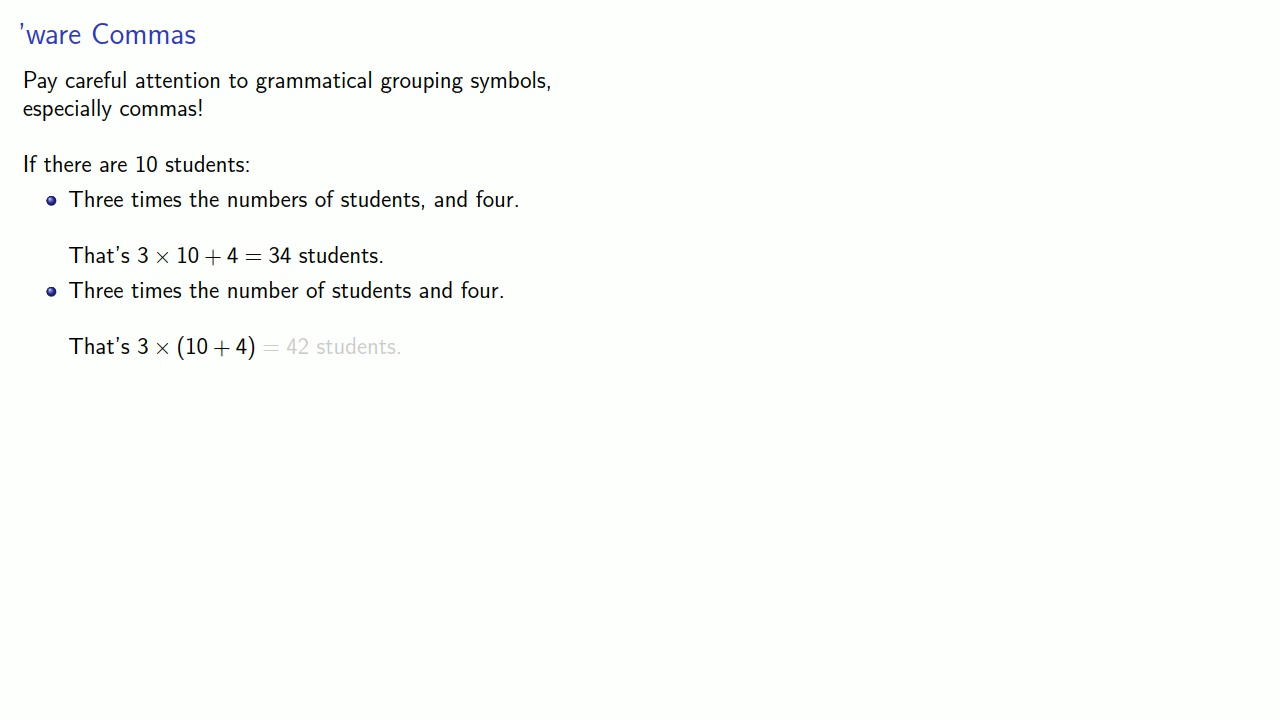 ’ware Commas
Pay careful attention to grammatical grouping symbols,
especially commas!
If there are 10 students:
Three times the numbers of students, and four.
That’s 3 × 10 + 4 = 34 students.
Three times the number of students and four.
That’s 3 × (10 + 4) = 42 students.